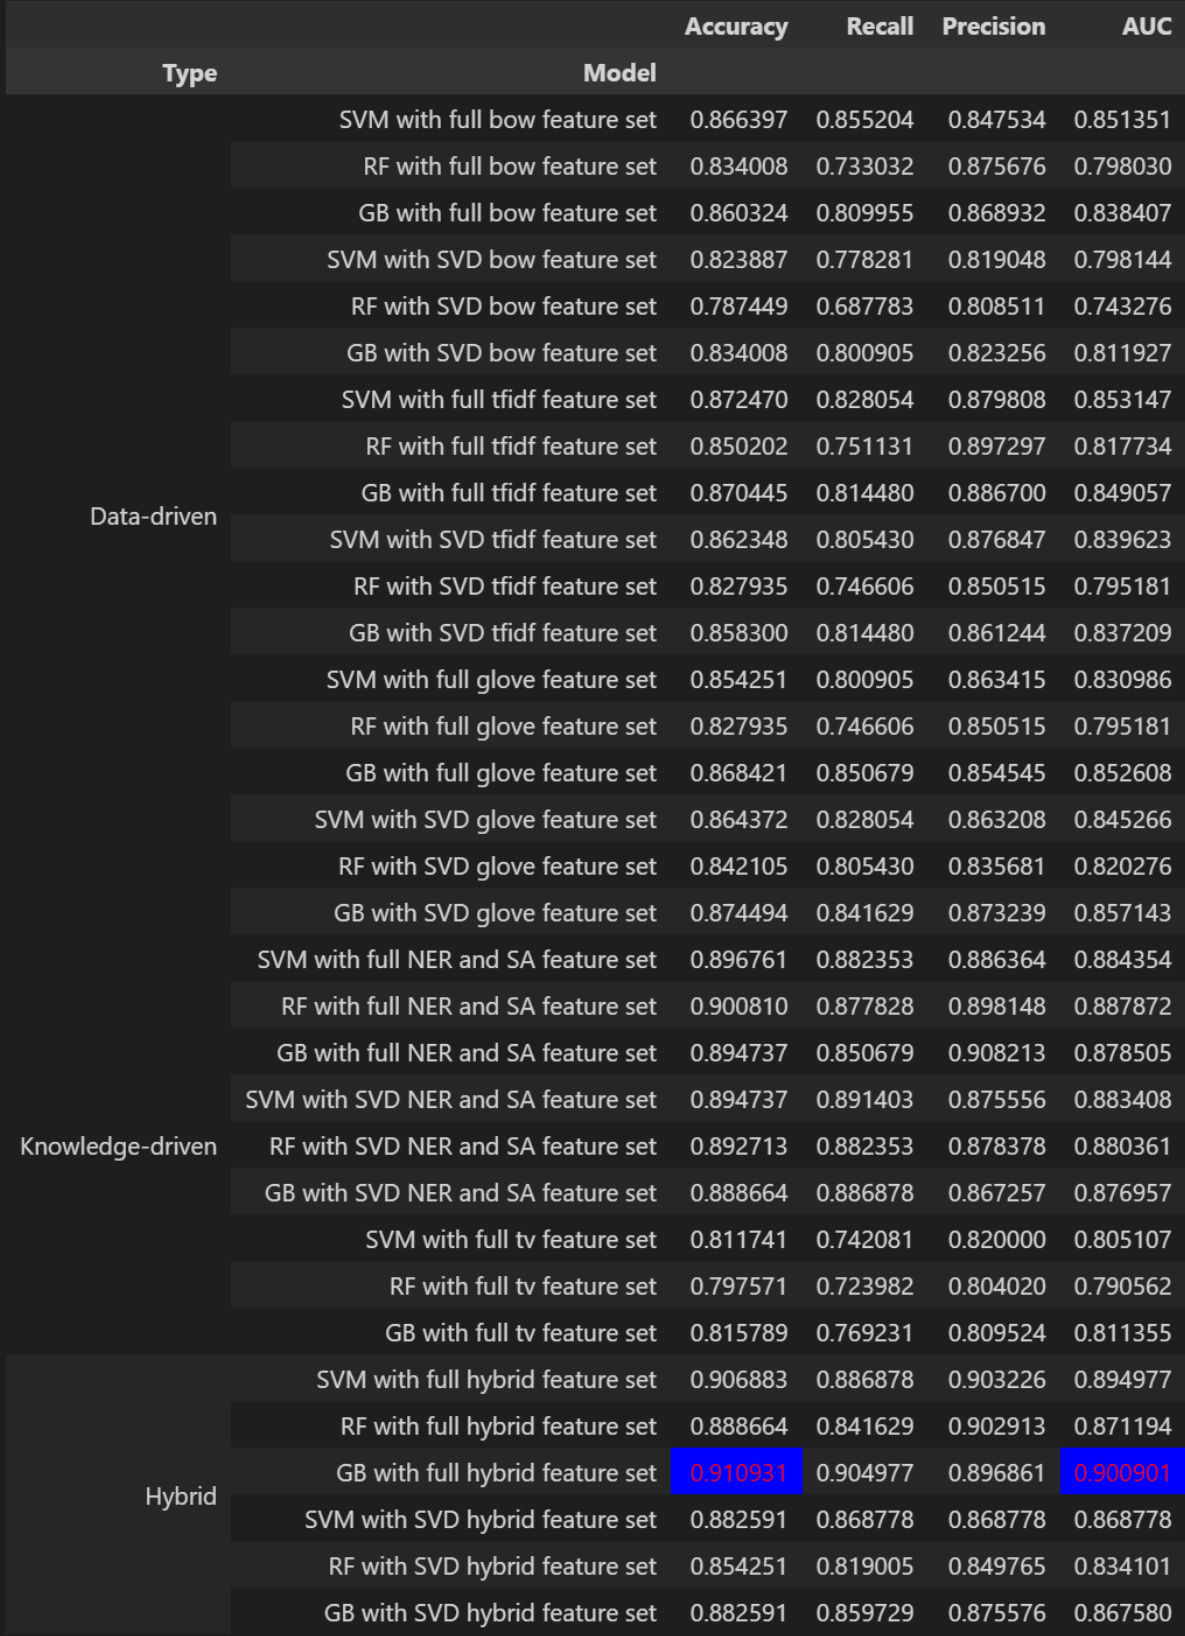 Accuracy Recall Precision AUC
Type Model
SVM with full bow feature set 0.866397 0.855204 0.847534 0.851351
RF with full bow feature set 0.834008 0.733032 0.875676 0.798030
GB with full bow feature set 0.860324 0.809955 0.868932 0.838407
SVM with SVD bow feature set 0.823887 0.778281 0.819048 0.798144
RF with SVD bow feature set 0.787449 0.687783 0.808511 0.743276
GB with SVD bow feature set 0.834008 0.800905 0.823256 0.811927
SVM with full tfidf feature set 0.872470 0.828054 0.879808 0.853147
RF with full tfidf feature set 0.850202 0.751131 0.897297 0.817734
GB with full tfidf feature set 0.870445 0.814480 0.886700 0.849057
Data-driven
SVM with SVD tfidf feature set 0.862348 0.805430 0.876847 0.839623
RF with SVD tfidf feature set 0.827935 0.746606 0.850515 0.795181
GB with SVD tfidf feature set 0.858300 0.814480 0.861244 0.837209
SVM with full glove feature set 0.854251 0.800905 0.863415 0.830986
RF with full glove feature set 0.827935 0.746606 0.850515 0.795181
GB with full glove feature set 0.868421 0.850679 0.854545 0.852608
SVM with SVD glove feature set 0.864372 0.828054 0.863208 0.845266
RF with SVD glove feature set 0.842105 0.805430 0.835681 0.820276
GB with SVD glove feature set 0.874494 0.841629 0.873239 0.857143
SVM with full NER and SA feature set 0.896761 0.882353 0.886364 0.884354
RF with full NER and SA feature set 0.900810 0.877828 0.898148 0.887872
GB with full NER and SA feature set 0.894737 0.850679 0.908213 0.878505
SVM with SVD NER and SA feature set 0.894737 0.891403 0.875556 0.883408
Knowledge-driven RF with SVD NER and SA feature set 0.892713 0.882353 0.878378 0.880361
GB with SVD NER and SA feature set 0.888664 0.886878 0.867257 0.876957
SVM with full tv feature set 0.811741 0.742081 0.820000 0.805107
RF with full tv feature set 0.797571 0.723982 0.804020 0.790562
GB with full tv feature set 0.815789 0.769231 0.809524 0.811355
SVM with full hybrid feature set 0.906883 0.886878 0.903226 0.894977
RF with full hybrid feature set 0.888664 0.841629 0.902913 0.871194
GB with full hybrid feature set 0.910931 0.904977 0.896861 0.900901
Hybrid
SVM with SVD hybrid feature set 0.882591 0.868778 0.868778 0.868778
RF with SVD hybrid feature set 0.854251 0.819005 0.849765 0.834101
GB with SVD hybrid feature set 0.882591 0.859729 0.875576 0.867580